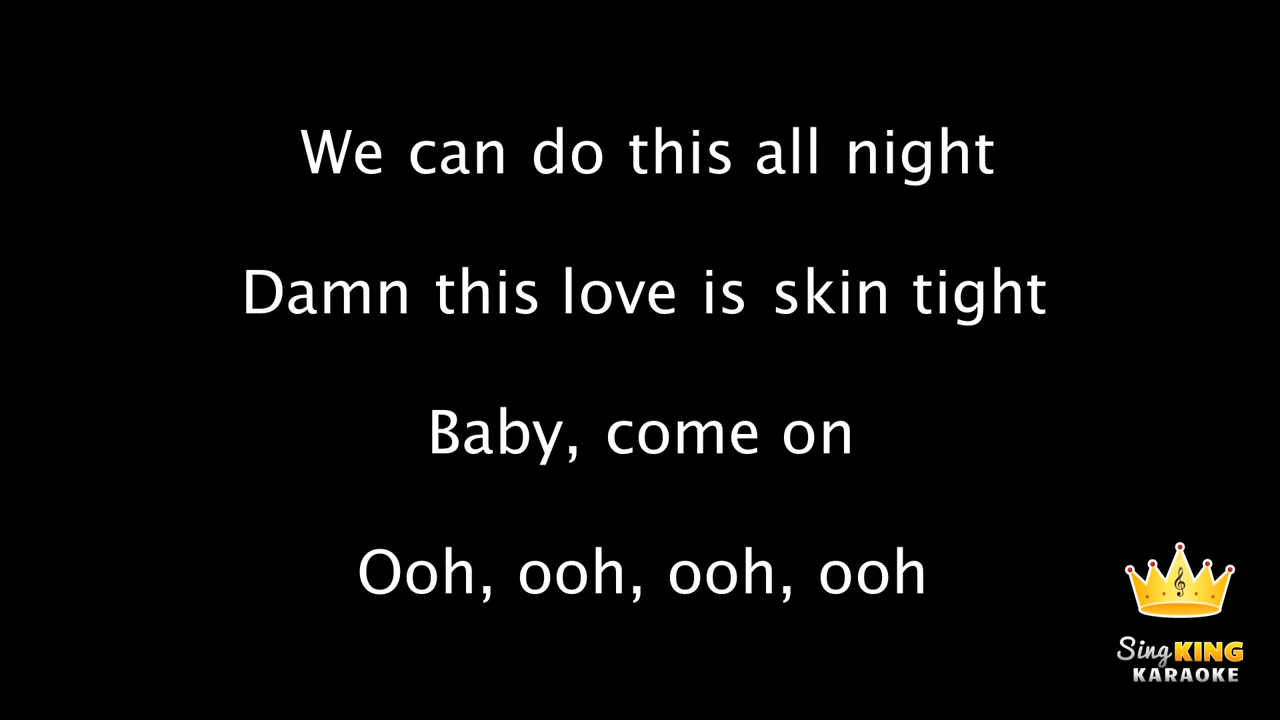 We can do this all night
Damn this love is skin tight
Baby, come on
Ooh, ooh, ooh, ooh
Sing KING
KARAOKE